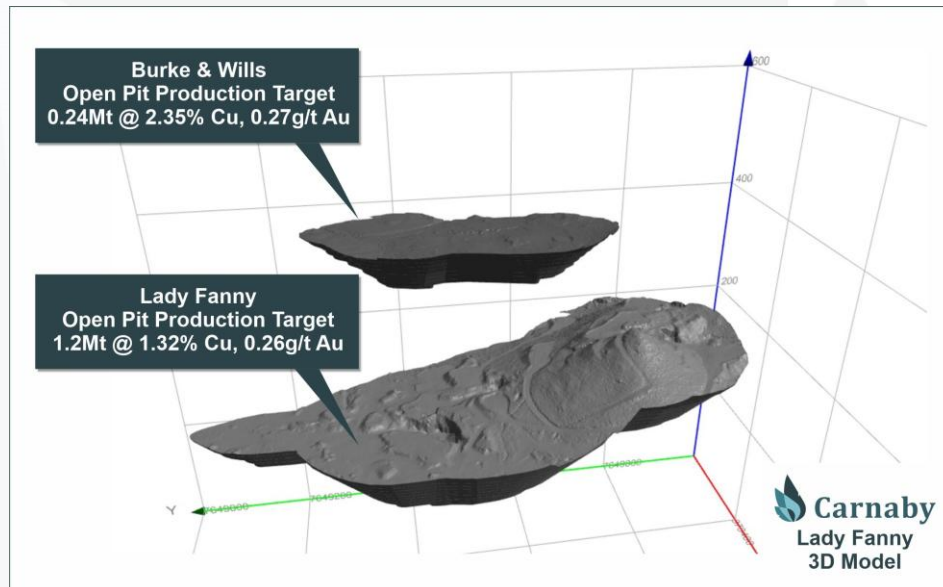 Burke & Wills
Open Pit Production Target
0.24Mt @ 2.35% Cu, 0.27g/t Au
600
400
200
Lady Fanny
Open Pit Production Target
1.2Mt @ 1.32% Cu, 0.26g/t Au
Y
7649200
Carnaby
Lady Fanny
3D Model